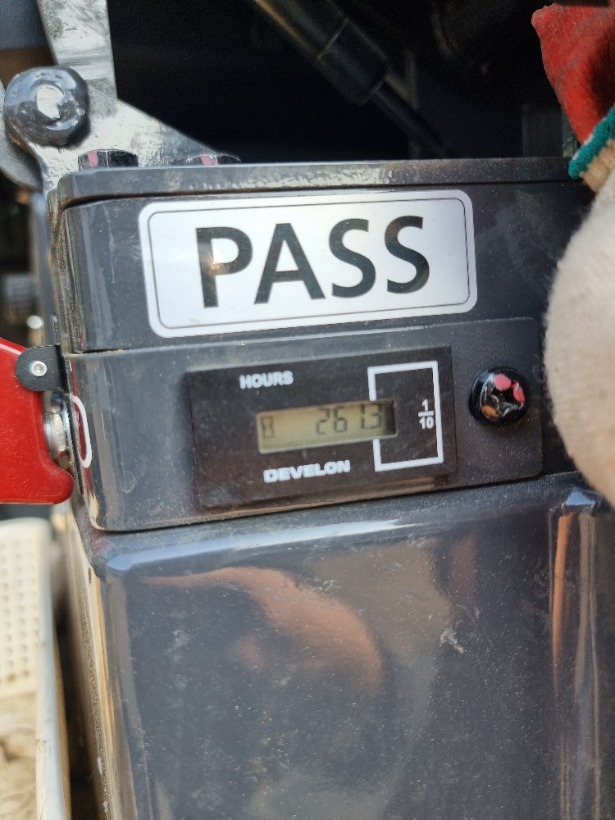 PASS
HOURS
261.3
1/10
DEVELON